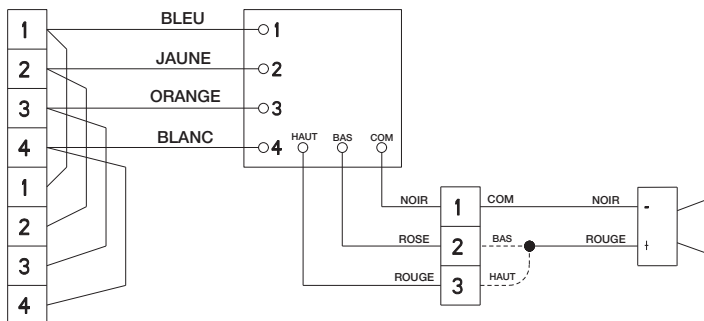 1 BLEU 1
2 JAUNE 2
3 ORANGE 3
4 BLANC 4 HAUT BAS COM
1 NOIR 1 COM NOIR -
2 ROSE 2 BAS ROUGE +
3 ROUGE 3 HAUT
4